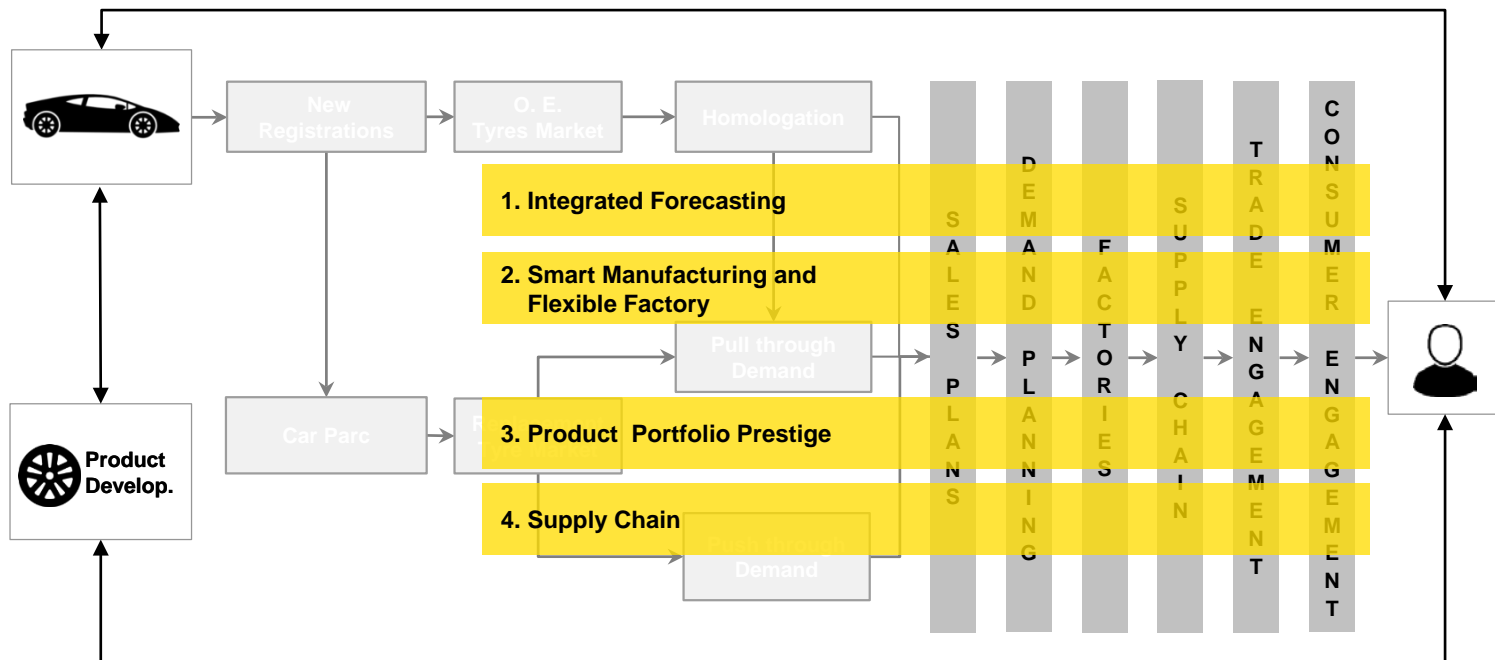 New
Registrations
O. E.
Tyres Market
Homologation
1. Integrated Forecasting
2. Smart Manufacturing and
Flexible Factory
Pull through
Demand
Car Parc
Tyre Market
3. Product  Portfolio Prestige
4. Supply Chain
Push through
Demand
Product
Develop.
SALES PLANS
DEMAND PLANNING
FACTORIES
SUPPLY CHAIN
TRADE ENGAGEMENT
CONSUMER ENGAGEMENT